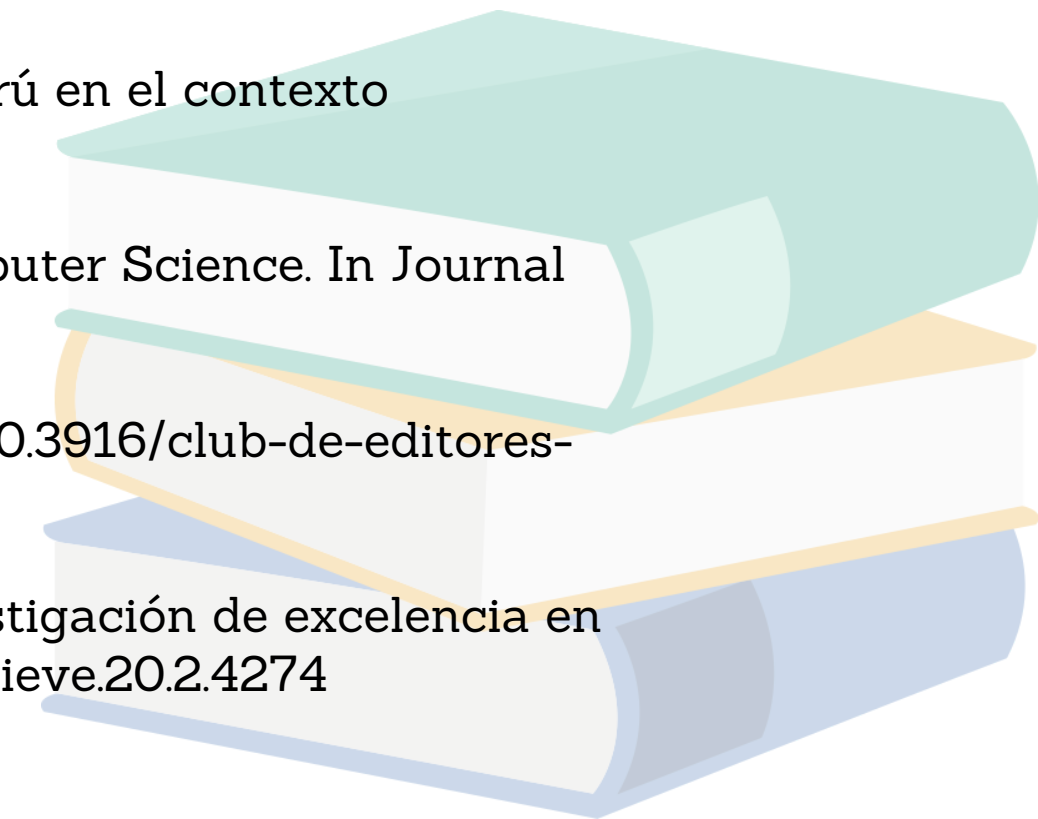 rú en el contexto
puter Science. In Journal
0.3916/club-de-editores-
stigación de excelencia en
ieve.20.2.4274